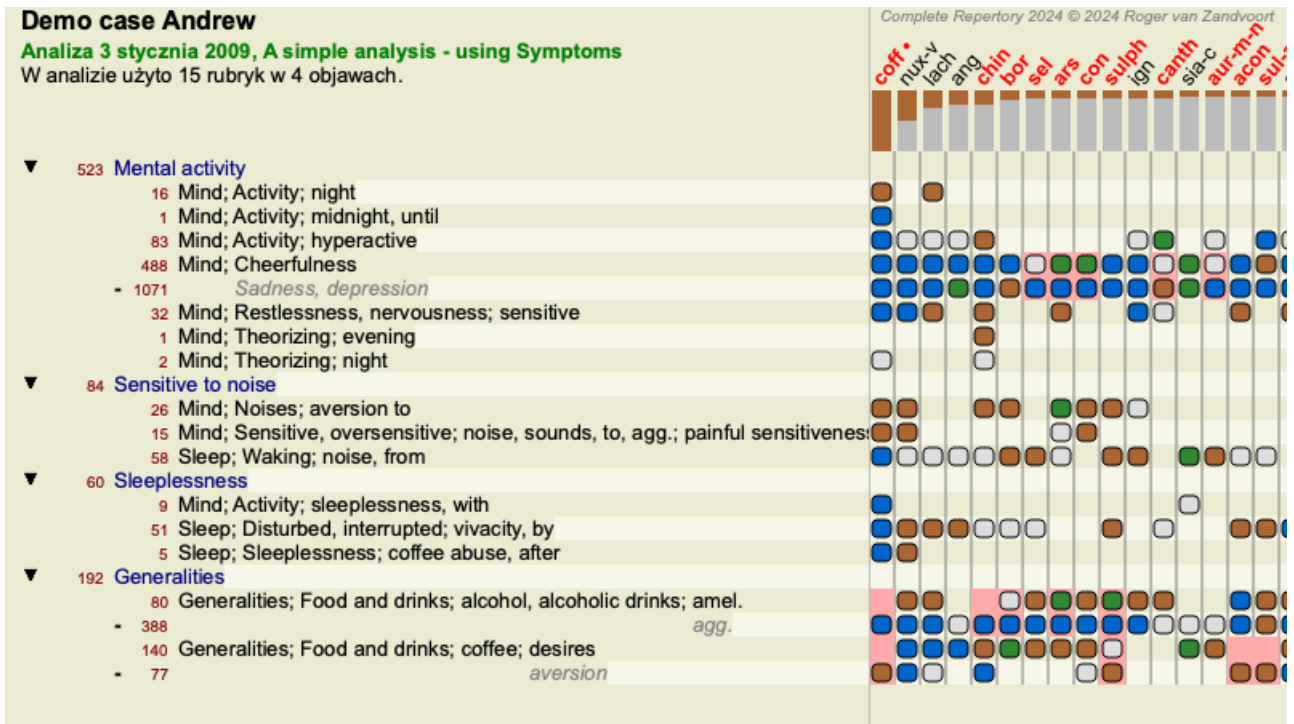 Demo case Andrew
Complete Repertory 2024 © 2024 Roger van Zandvoort
Analiza 3 stycznia 2009, A simple analysis - using Symptoms
W analizie użyto 15 rubryk w 4 objawach.
coff • nux-v lach ang chin bor sel ars con sulph ign canth sia-c aur-m-n acon
523 Mental activity
16 Mind; Activity; night
1 Mind; Activity; midnight, until
83 Mind; Activity; hyperactive
488 Mind; Cheerfulness
- 1071 Sadness, depression
32 Mind; Restlessness, nervousness; sensitive
1 Mind; Theorizing; evening
2 Mind; Theorizing; night
84 Sensitive to noise
26 Mind; Noises; aversion to
15 Mind; Sensitive, oversensitive; noise, sounds, to, agg.; painful sensitiveness
58 Sleep; Waking; noise, from
60 Sleeplessness
9 Mind; Activity; sleeplessness, with
51 Sleep; Disturbed, interrupted; vivacity, by
5 Sleep; Sleeplessness; coffee abuse, after
192 Generalities
80 Generalities; Food and drinks; alcohol, alcoholic drinks; amel.
- 388 agg.
140 Generalities; Food and drinks; coffee; desires
- 77 aversion